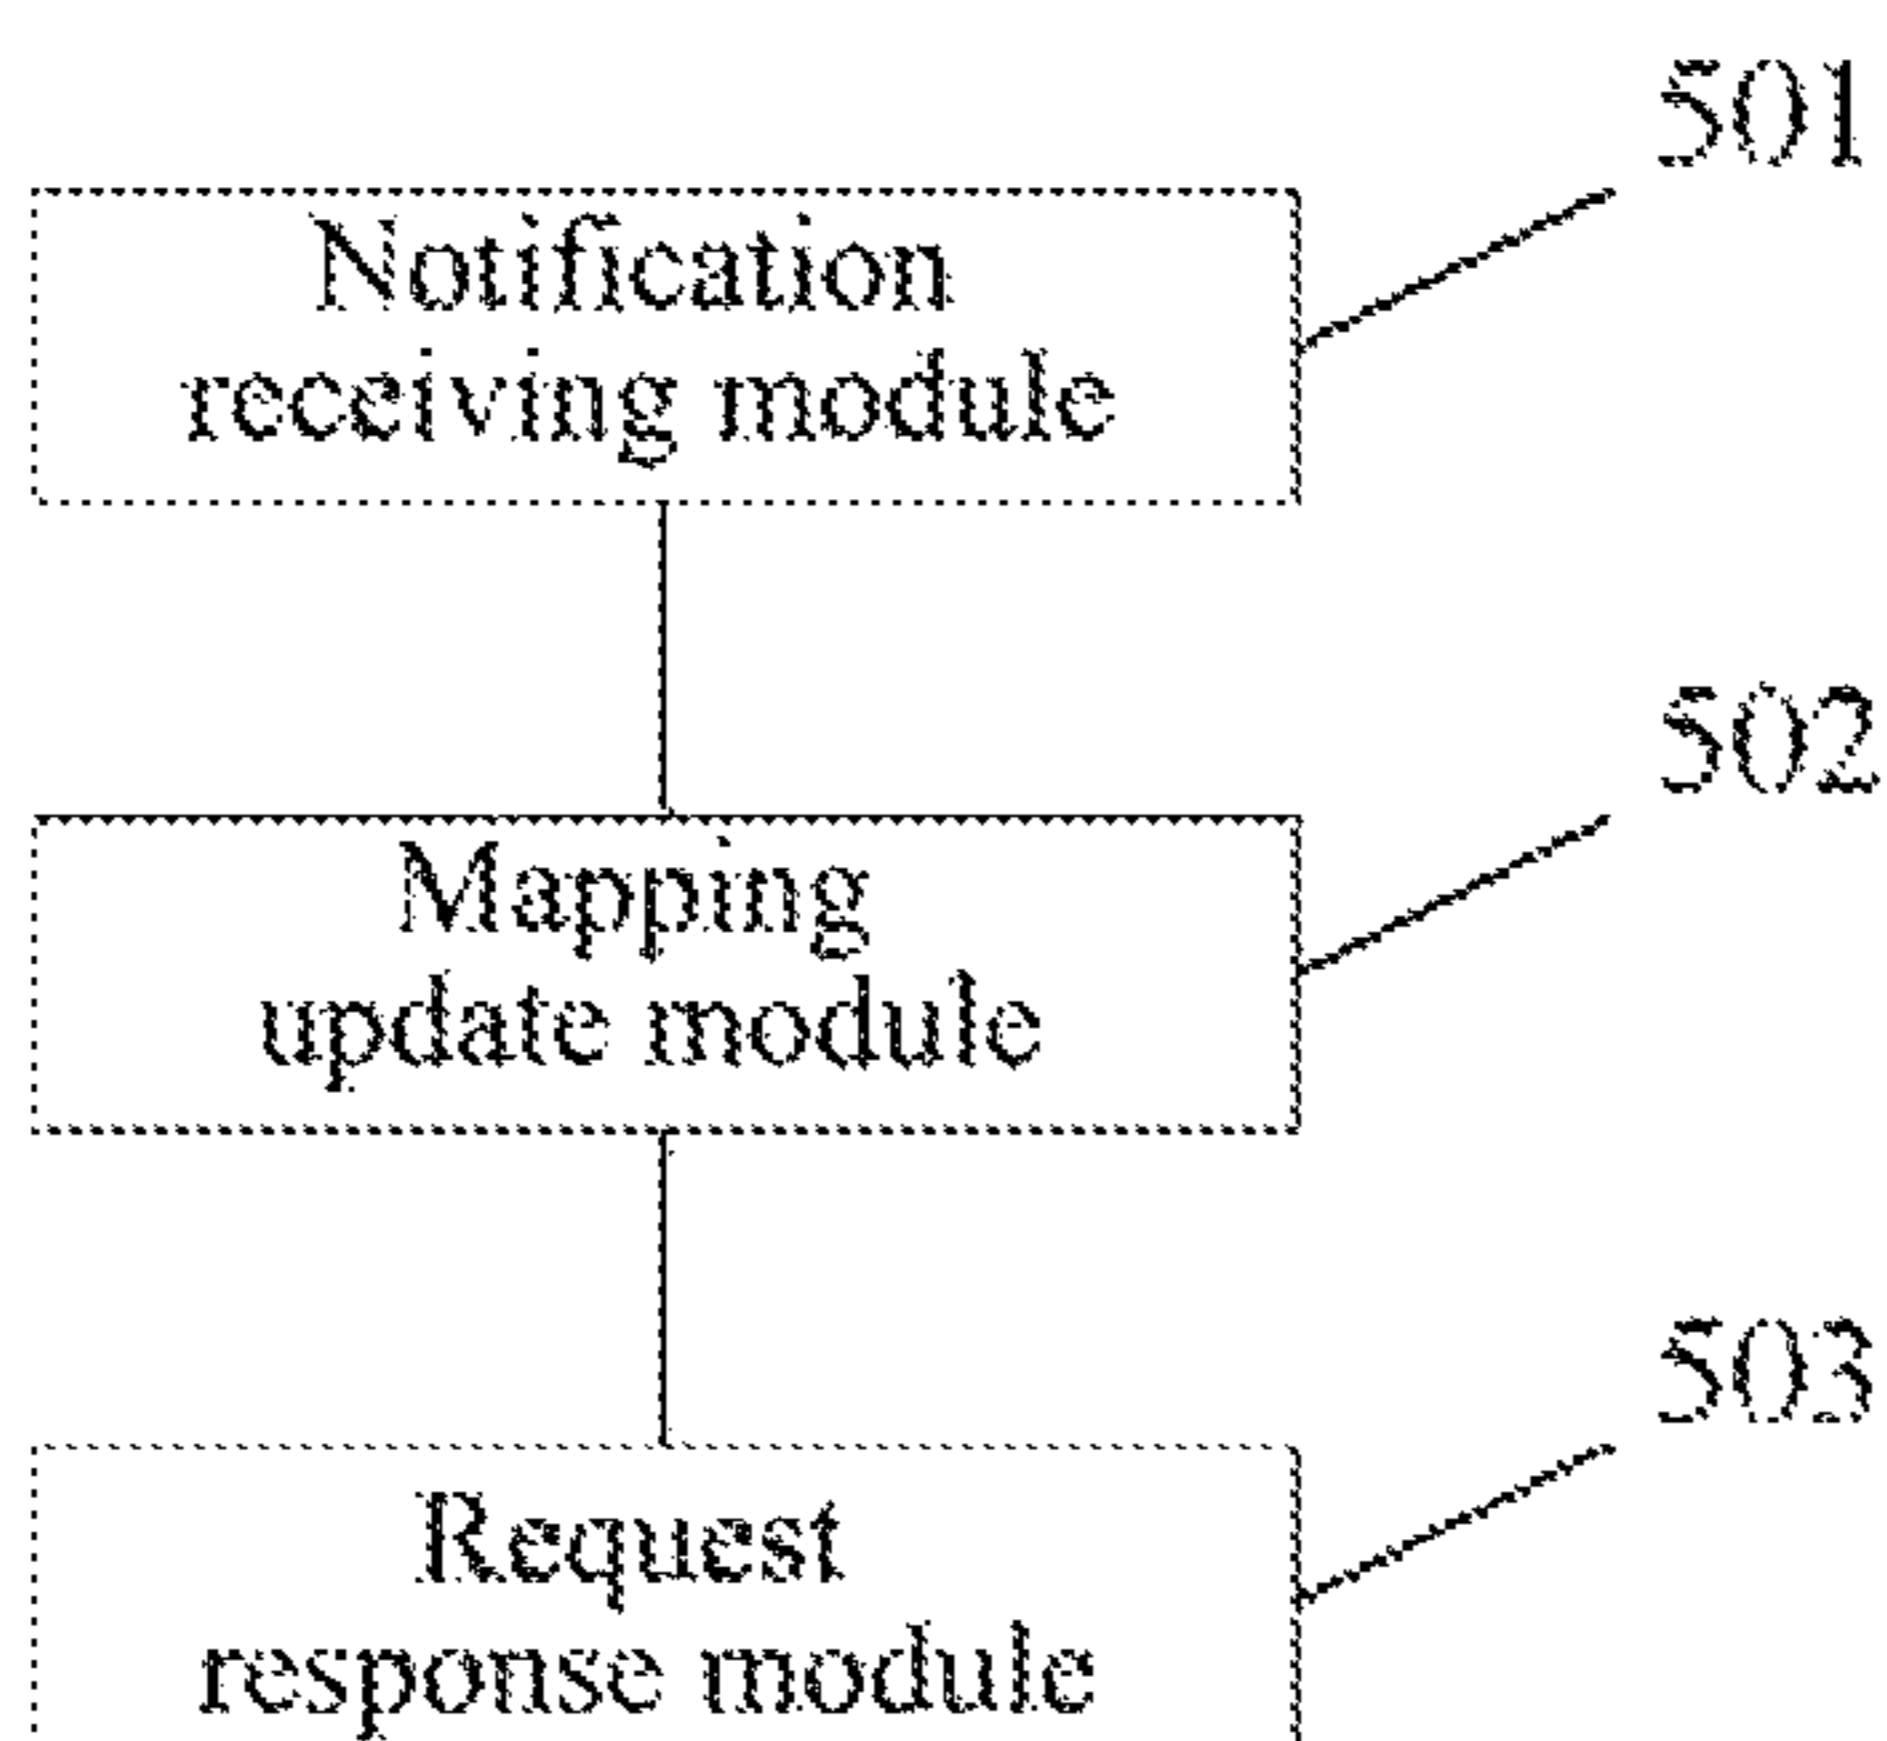 501
Notification
receiving module
502
Mapping
update module
503
Request
response module